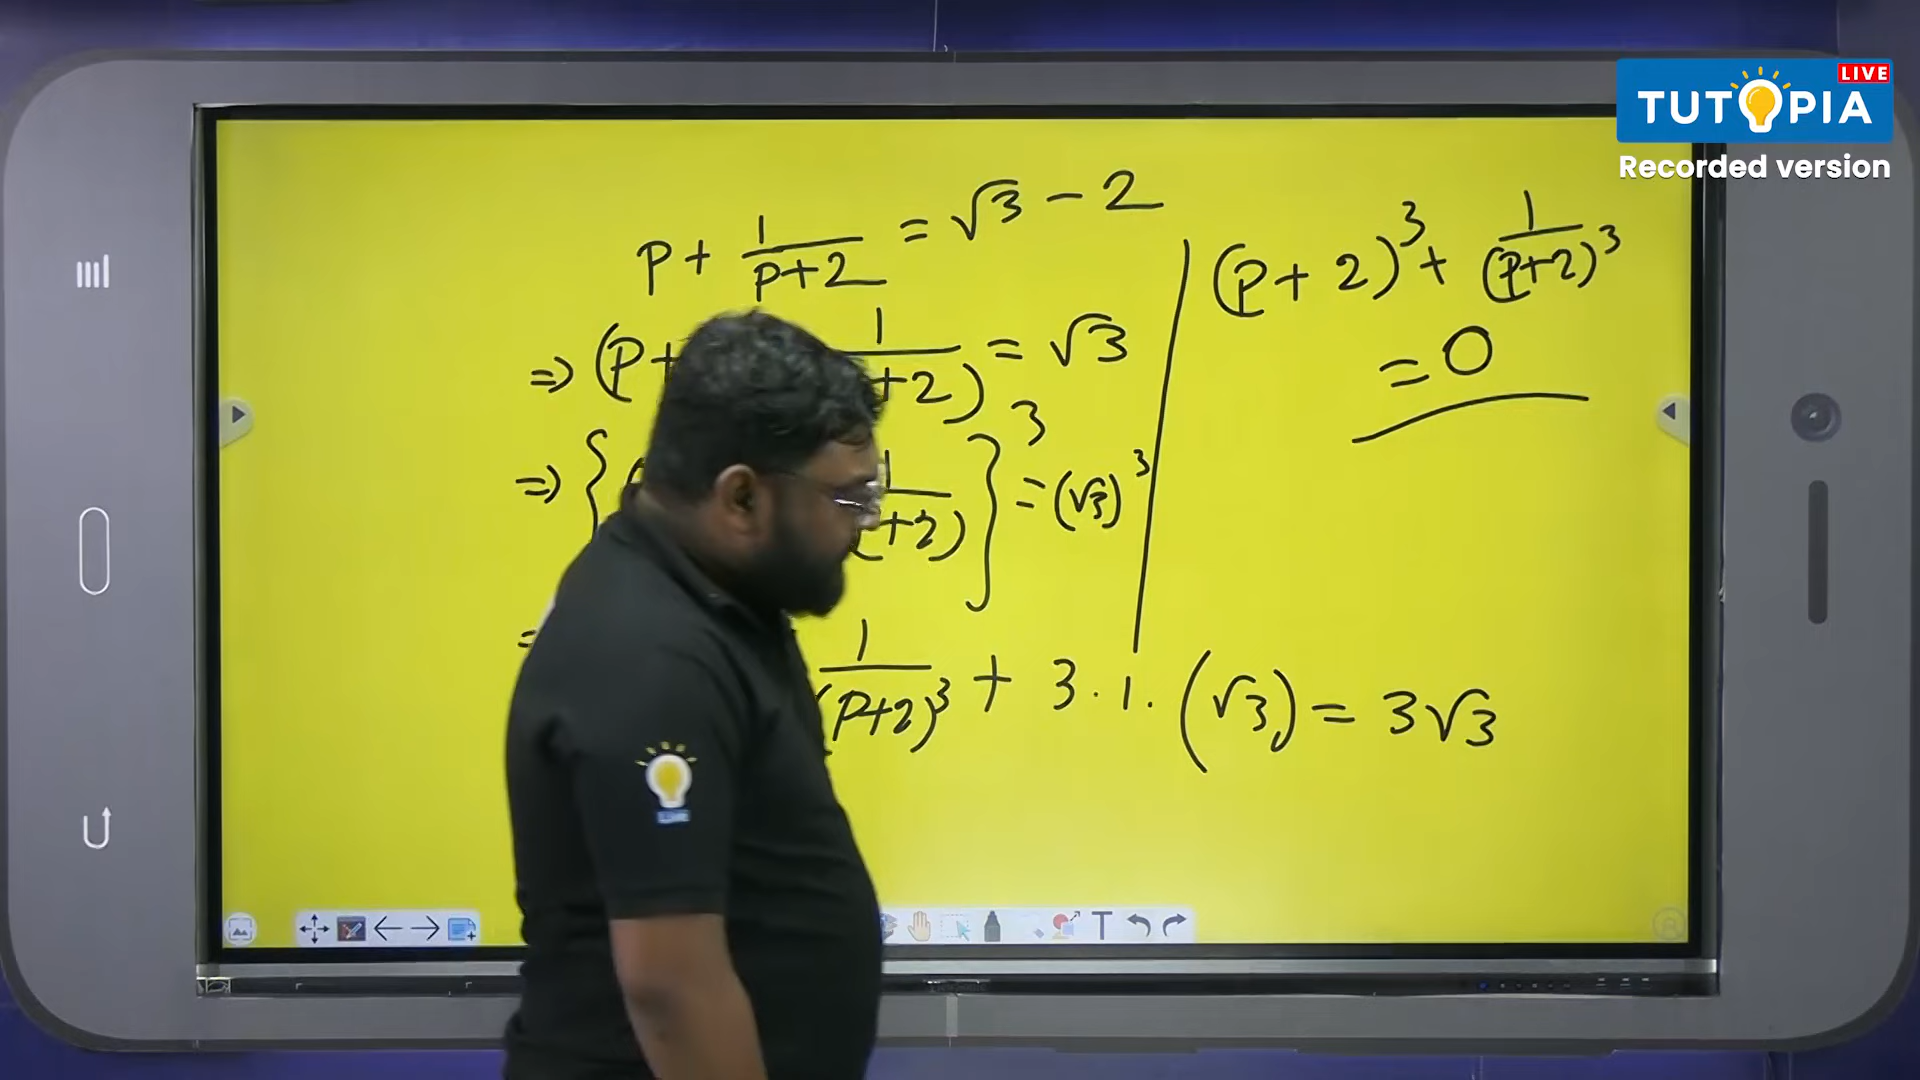 LIVE
TUTOPIA
Recorded version
p + 1/(p+2) = √3 - 2
⇒ (p+ 1 +2) = √3
⇒ { 1 +2) }³ = (√3)³
= 1/(p+2)³ + 3 . 1 . (√3) = 3√3
(p + 2)³ + 1/(p+2)³
= 0
LIVE
T